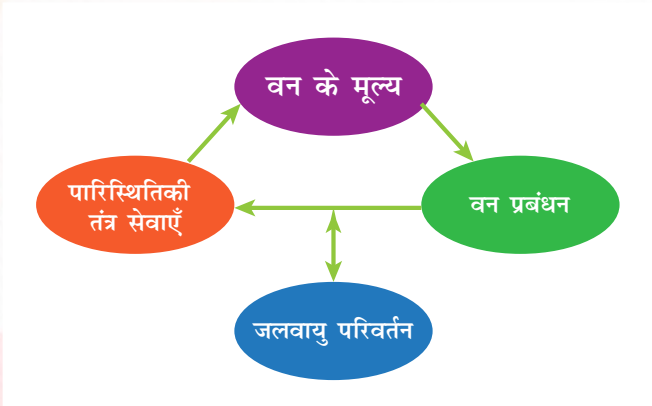 वन के मूल्य
पारिस्थितिकी
तंत्र सेवाएँ
वन प्रबंधन
जलवायु परिवर्तन